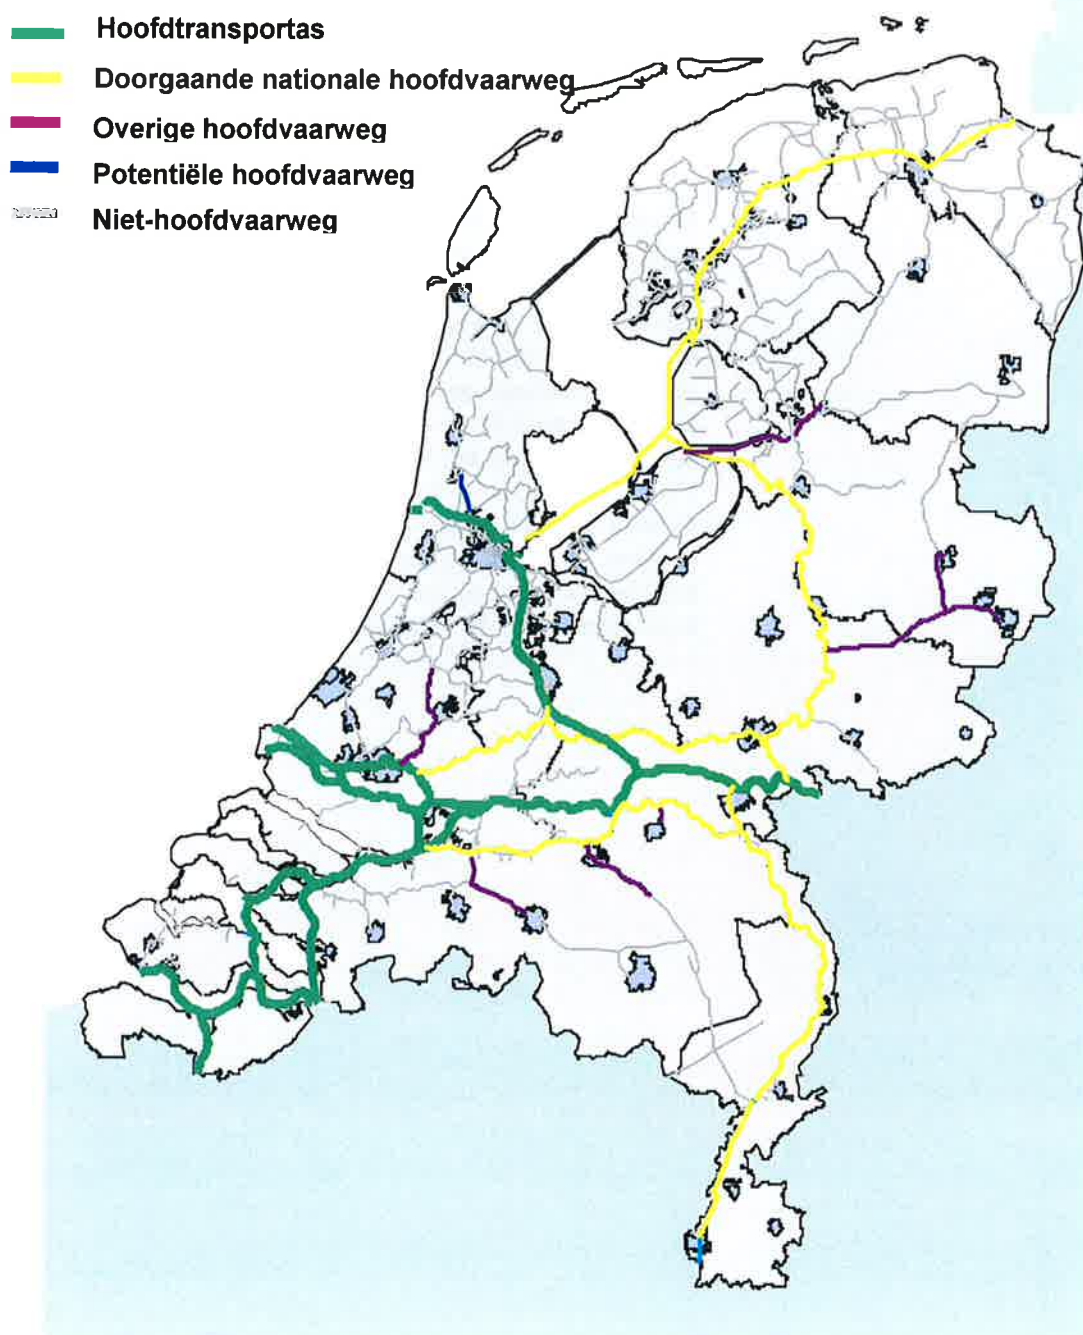 Hoofdtransportas
Doorgaande nationale hoofdvaarweg
Overige hoofdvaarweg
Potentiële hoofdvaarweg
Niet-hoofdvaarweg